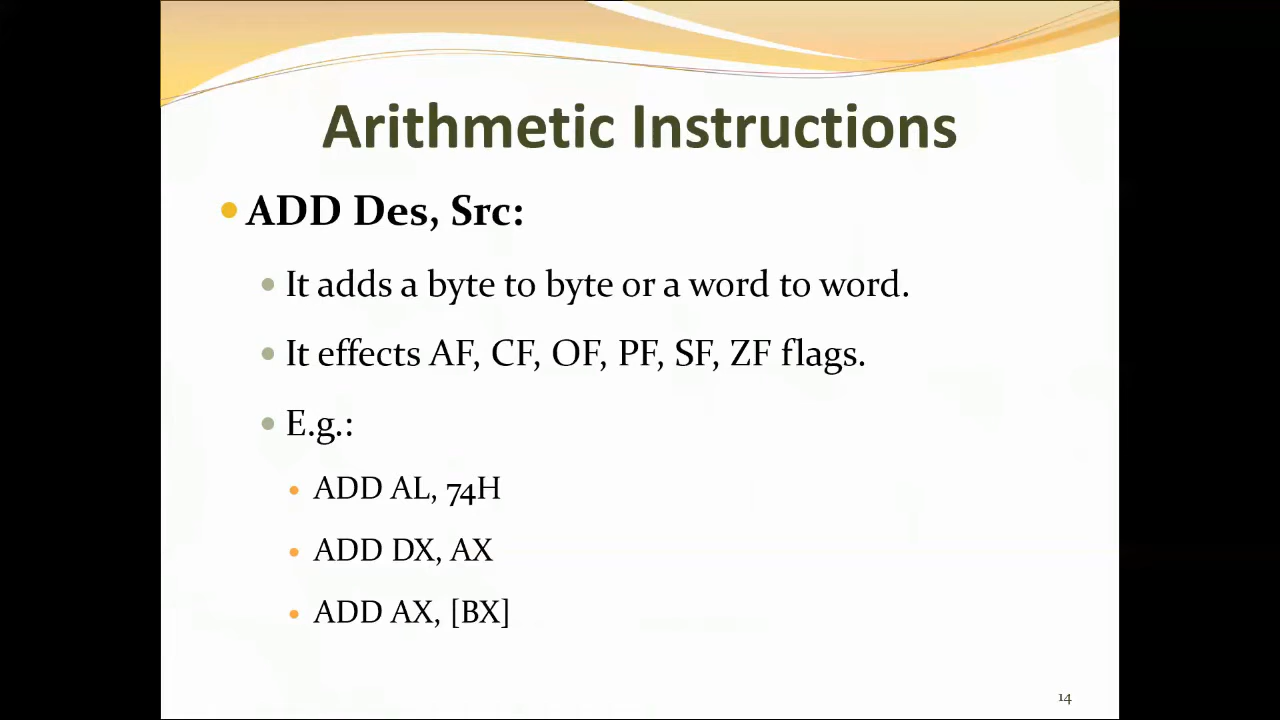 Arithmetic Instructions
ADD Des, Src:
It adds a byte to byte or a word to word.
It effects AF, CF, OF, PF, SF, ZF flags.
E.g.:
ADD AL, 74H
ADD DX, AX
ADD AX, [BX]
14